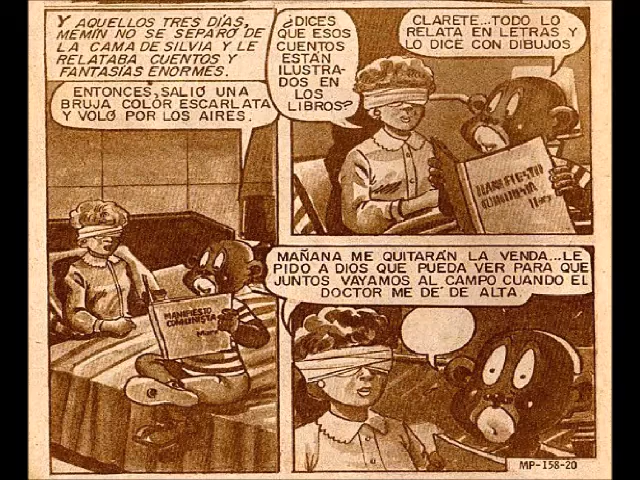 Y AQUELLOS TRES DÍAS,
MEMÍN NO SE SEPARÓ DE
LA CAMA DE SILVIA Y LE
RELATABA CUENTOS Y
FANTASÍAS ENORMES.
ENTONCES, SALIÓ UNA
BRUJA COLOR ESCARLATA
Y VOLÓ POR LOS AIRES.
MANIFIESTO
COMUNISTA
Marx
¿DICES
QUE ESOS
CUENTOS
ESTÁN
ILUSTRA-
DOS EN
LOS
LIBROS?
CLARETE...TODO LO
RELATA EN LETRAS Y
LO DICE CON DIBUJOS
MANIFIESTO
COMUNISTA
MAÑANA ME QUITARÁN LA VENDA...LE
PIDO A DIOS QUE PUEDA VER PARA QUE
JUNTOS VAYAMOS AL CAMPO CUANDO EL
DOCTOR ME DÉ DE ALTA.
MP-158-20